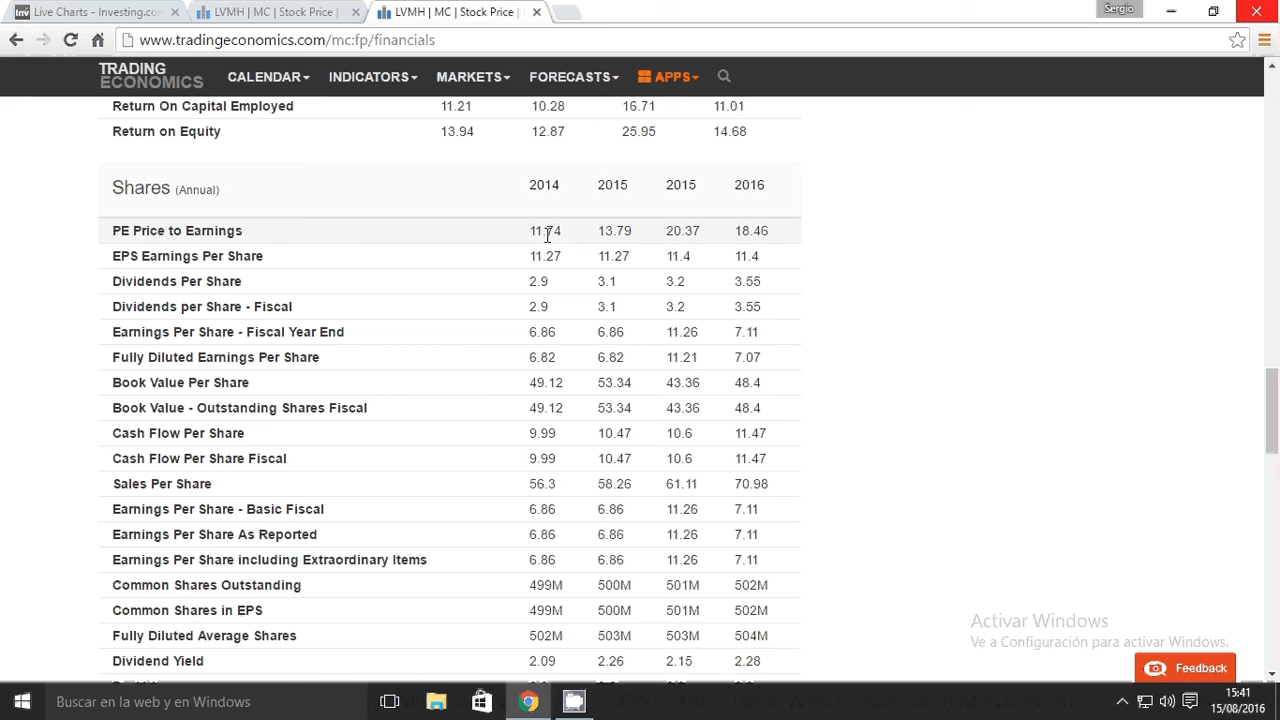 Live Charts - Investing.co
LVMH | MC | Stock Price |
LVMH | MC | Stock Price |
Sergio
www.tradingeconomics.com/mc:fp/financials
TRADING ECONOMICS
CALENDAR INDICATORS MARKETS FORECASTS APPS
Return On Capital Employed 11.21 10.28 16.71 11.01
Return on Equity 13.94 12.87 25.95 14.68
Shares (Annual) 2014 2015 2015 2016
PE Price to Earnings 11.74 13.79 20.37 18.46
EPS Earnings Per Share 11.27 11.27 11.4 11.4
Dividends Per Share 2.9 3.1 3.2 3.55
Dividends per Share - Fiscal 2.9 3.1 3.2 3.55
Earnings Per Share - Fiscal Year End 6.86 6.86 11.26 7.11
Fully Diluted Earnings Per Share 6.82 6.82 11.21 7.07
Book Value Per Share 49.12 53.34 43.36 48.4
Book Value - Outstanding Shares Fiscal 49.12 53.34 43.36 48.4
Cash Flow Per Share 9.99 10.47 10.6 11.47
Cash Flow Per Share Fiscal 9.99 10.47 10.6 11.47
Sales Per Share 56.3 58.26 61.11 70.98
Earnings Per Share - Basic Fiscal 6.86 6.86 11.26 7.11
Earnings Per Share As Reported 6.86 6.86 11.26 7.11
Earnings Per Share including Extraordinary Items 6.86 6.86 11.26 7.11
Common Shares Outstanding 499M 500M 501M 502M
Common Shares in EPS 499M 500M 501M 502M
Fully Diluted Average Shares 502M 503M 503M 504M
Dividend Yield 2.09 2.26 2.15 2.28
Activar Windows
Ve a Configuración para activar Windows.
Feedback
Buscar en la web y en Windows
15:41
15/08/2016